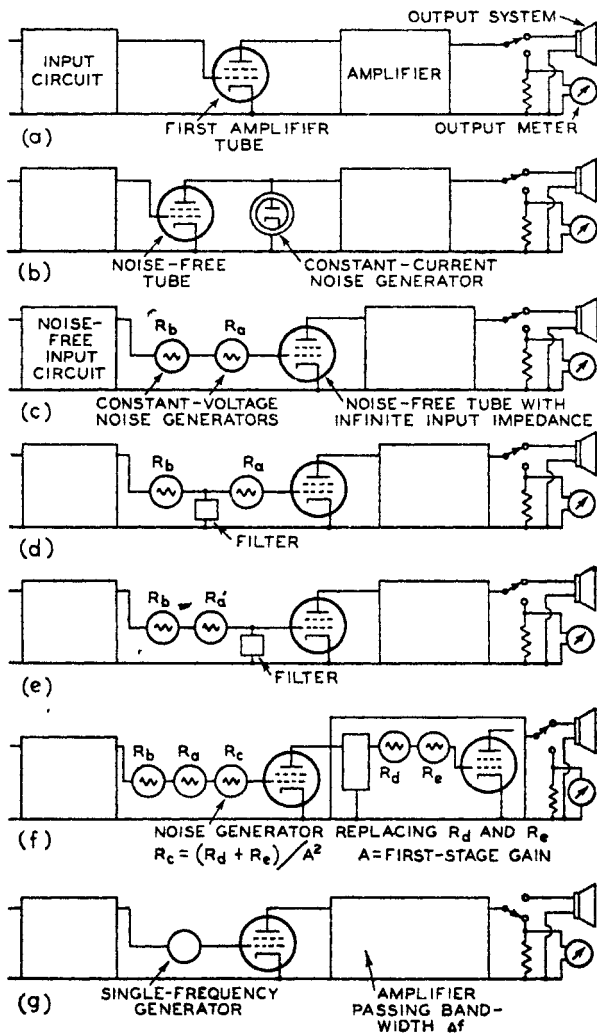 OUTPUT SYSTEM
INPUT
CIRCUIT
AMPLIFIER
FIRST AMPLIFIER
TUBE
OUTPUT METER
(a)
NOISE-FREE
TUBE
CONSTANT-CURRENT
NOISE GENERATOR
(b)
NOISE-
FREE
INPUT
CIRCUIT
Rb
Ra
CONSTANT-VOLTAGE
NOISE GENERATORS
NOISE-FREE TUBE WITH
INFINITE INPUT IMPEDANCE
(c)
Rb
Ra
FILTER
(d)
Rb
Ra'
FILTER
(e)
Rb
Ra
Rc
Rd
Re
NOISE GENERATOR REPLACING Rd AND Re
Rc = (Rd + Re) / A²
A = FIRST-STAGE GAIN
(f)
SINGLE-FREQUENCY
GENERATOR
AMPLIFIER
PASSING BAND-
WIDTH Δf
(g)